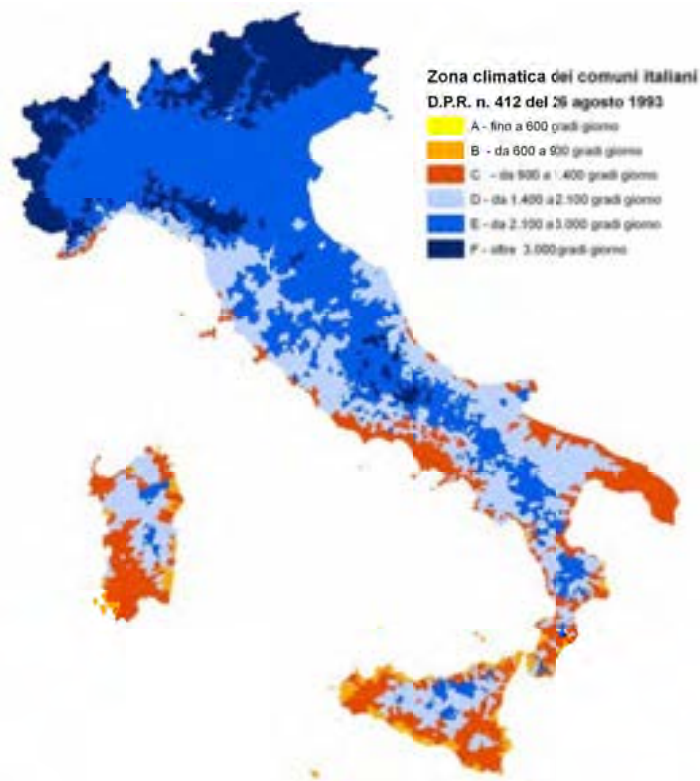 Zona climatica dei comuni italiani
D.P.R. n. 412 del 26 agosto 1993
A - fino a 600 gradi giorno
B - da 600 a 900 gradi giorno
C - da 900 a 1.400 gradi giorno
D - da 1.400 a 2.100 gradi giorno
E - da 2.100 a 3.000 gradi giorno
F - oltre 3.000 gradi giorno